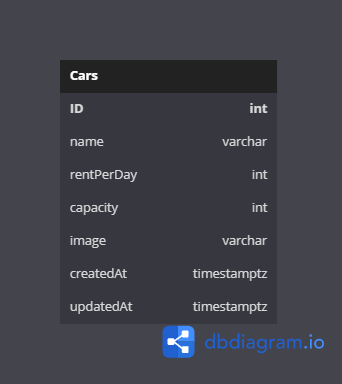 Cars
ID int
name varchar
rentPerDay int
capacity int
image varchar
createdAt timestamptz
updatedAt timestamptz
dbdiagram.io